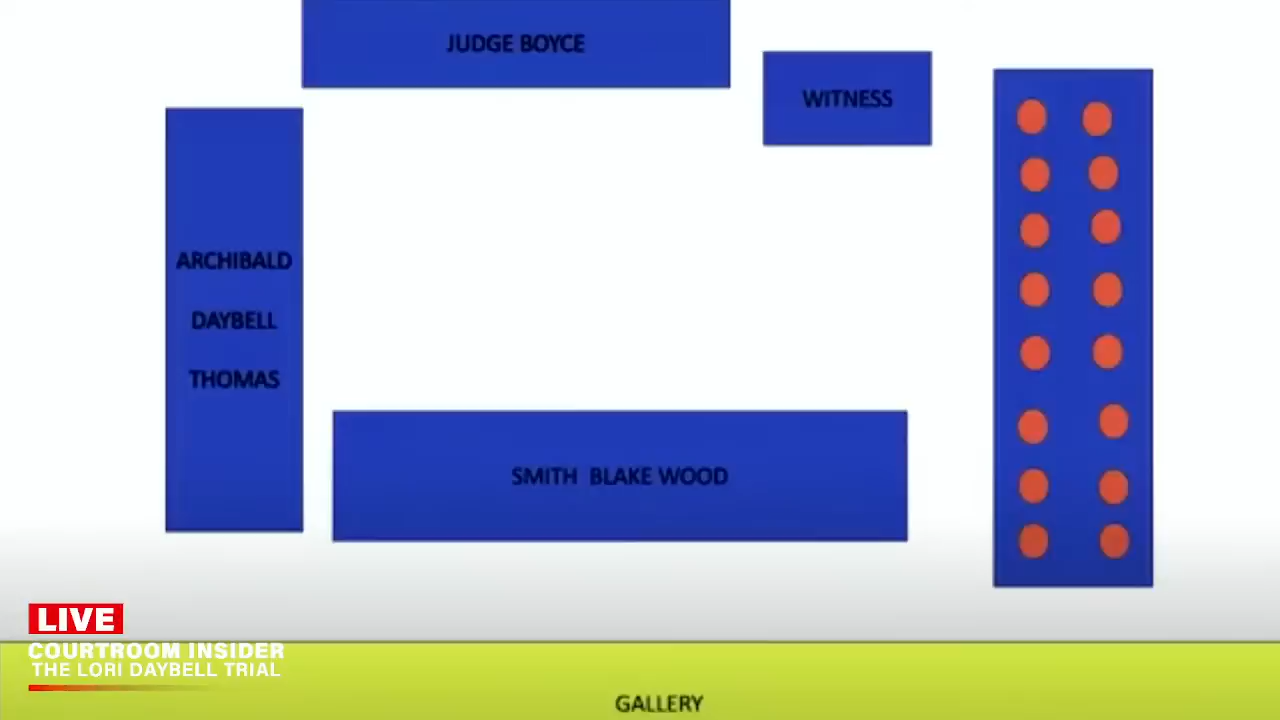 JUDGE BOYCE
WITNESS
ARCHIBALD
DAYBELL
THOMAS
SMITH  BLAKE WOOD
LIVE
COURTROOM INSIDER
THE LORI DAYBELL TRIAL
GALLERY